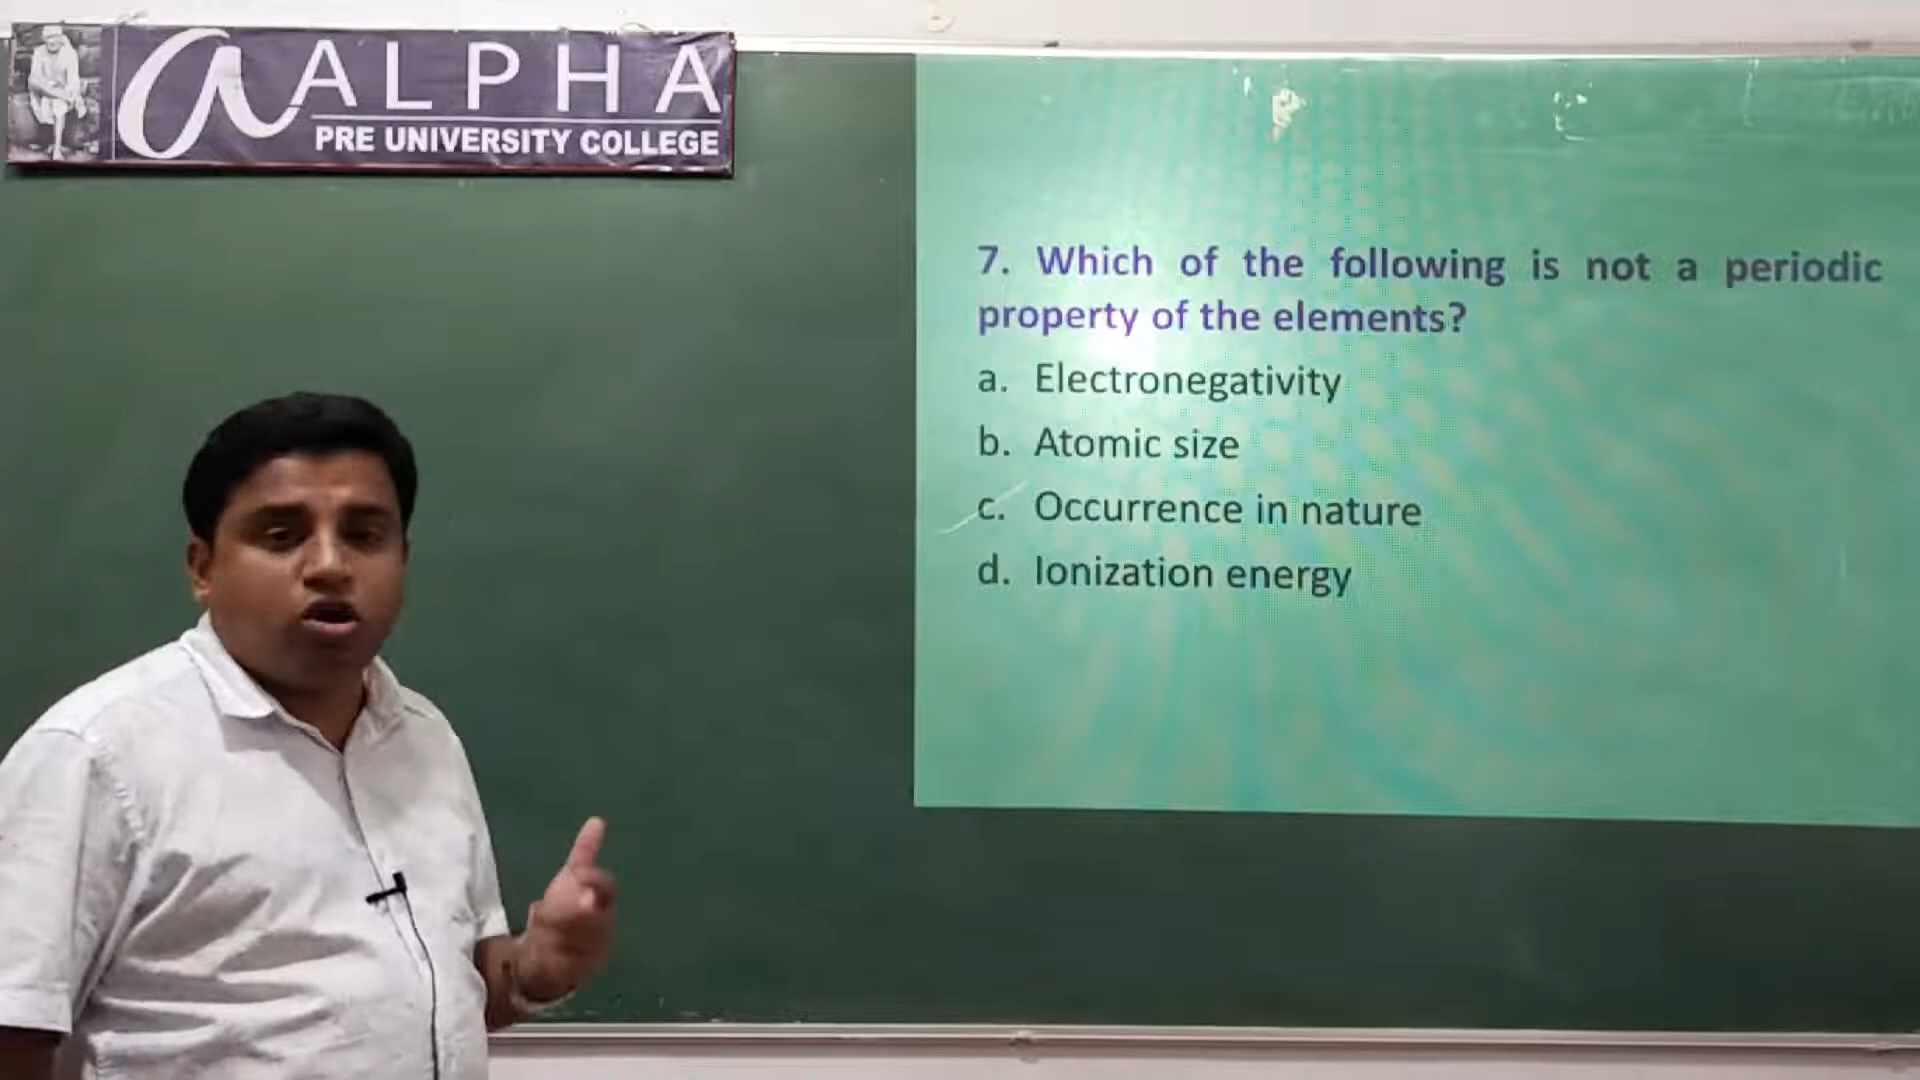 a ALPHA
PRE UNIVERSITY COLLEGE
7. Which of the following is not a periodic
property of the elements?
a. Electronegativity
b. Atomic size
c. Occurrence in nature
d. Ionization energy